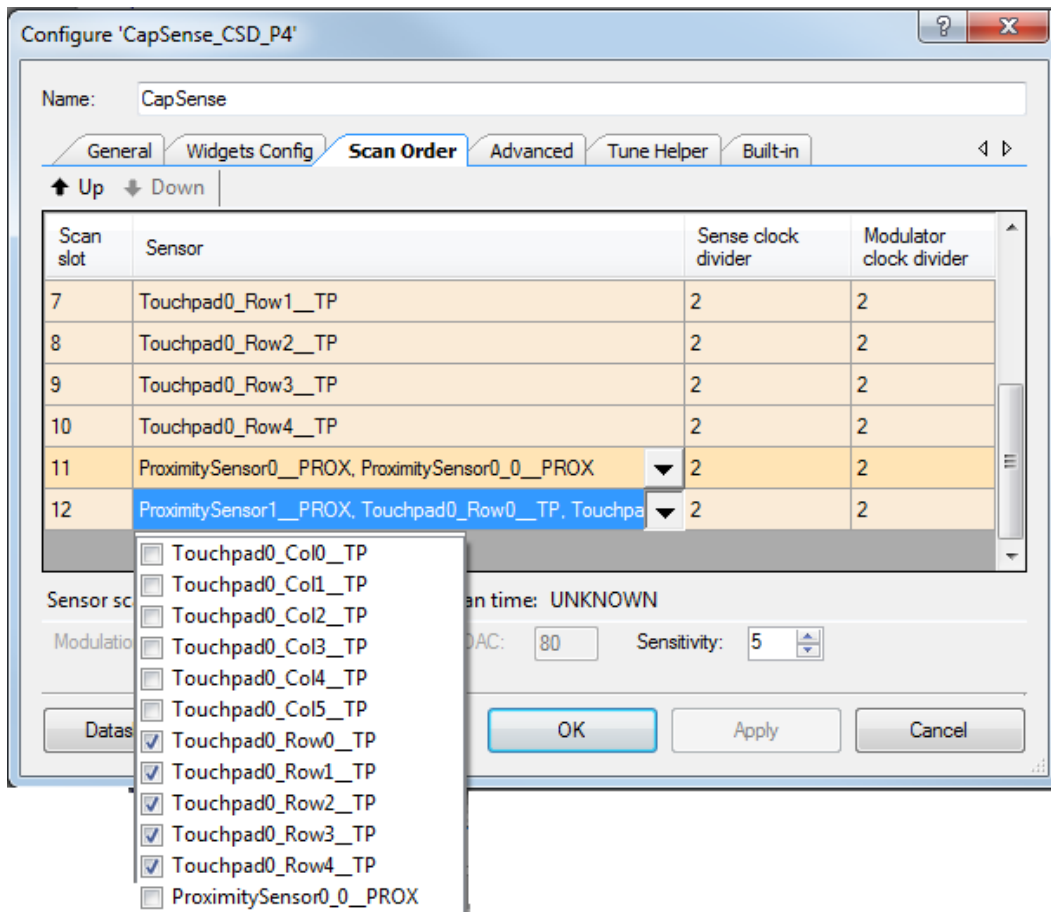 Configure 'CapSense_CSD_P4'
Name: CapSense
General Widgets Config Scan Order Advanced Tune Helper Built-in
Up Down
Scan slot Sensor Sense clock divider Modulator clock divider
7 Touchpad0_Row1__TP 2 2
8 Touchpad0_Row2__TP 2 2
9 Touchpad0_Row3__TP 2 2
10 Touchpad0_Row4__TP 2 2
11 ProximitySensor0__PROX, ProximitySensor0_0__PROX 2 2
12 ProximitySensor1__PROX, Touchpad0_Row0__TP, Touchpa 2 2
Touchpad0_Col0__TP
Touchpad0_Col1__TP
Sensor sc an time: UNKNOWN
Touchpad0_Col2__TP
Modulatio DAC: 80 Sensitivity: 5
Touchpad0_Col3__TP
Touchpad0_Col4__TP
Touchpad0_Col5__TP
Datas OK Apply Cancel
Touchpad0_Row0__TP
Touchpad0_Row1__TP
Touchpad0_Row2__TP
Touchpad0_Row3__TP
Touchpad0_Row4__TP
ProximitySensor0_0__PROX